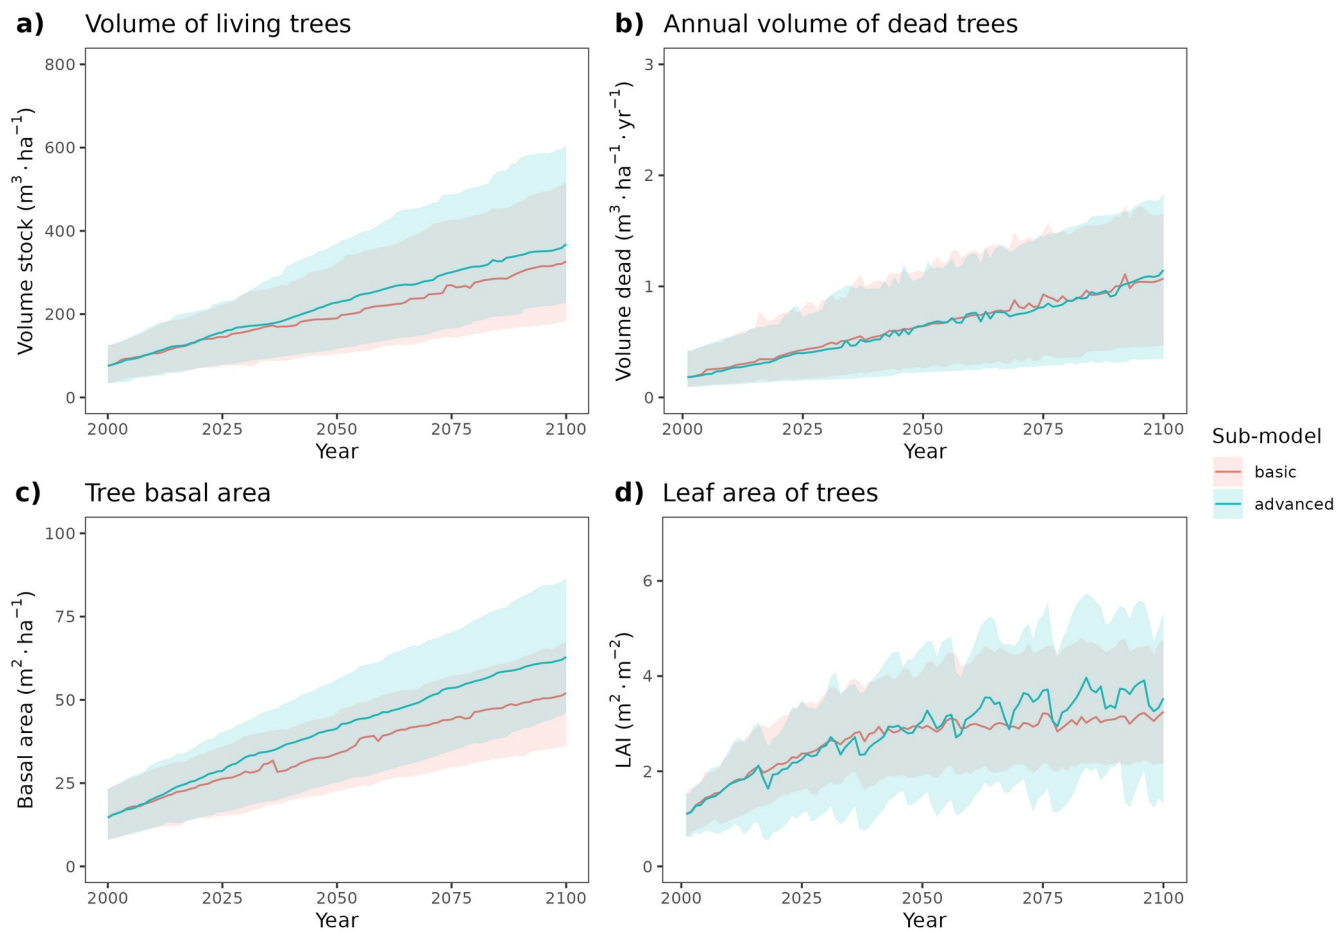 a) Volume of living trees
800
600
400
200
0
Volume stock (m³·ha⁻¹)
2000 2025 2050 2075 2100
Year
b) Annual volume of dead trees
3
2
1
0
Volume dead (m³·ha⁻¹·yr⁻¹)
2000 2025 2050 2075 2100
Year
c) Tree basal area
100
75
50
25
0
Basal area (m²·ha⁻¹)
2000 2025 2050 2075 2100
Year
d) Leaf area of trees
6
4
2
0
LAI (m²·m⁻²)
2000 2025 2050 2075 2100
Year
Sub-model
basic
advanced